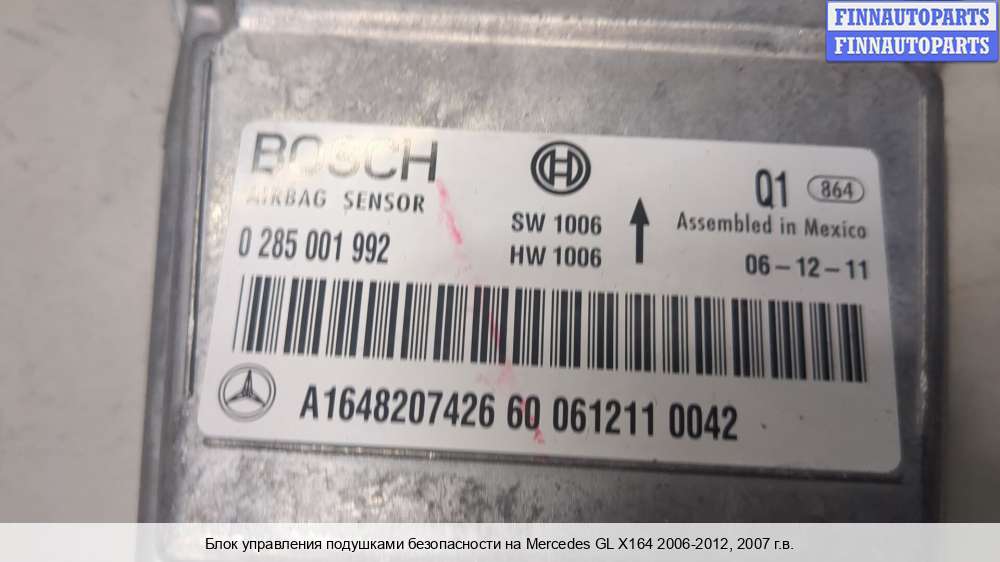 FINNAUTOPARTS
FINNAUTOPARTS
BOSCH
AIRBAG SENSOR
0 285 001 992
SW 1006
HW 1006
Q1 864
Assembled in Mexico
06-12-11
A1648207426 60 061211 0042
Блок управления подушками безопасности на Mercedes GL X164 2006-2012, 2007 г.в.